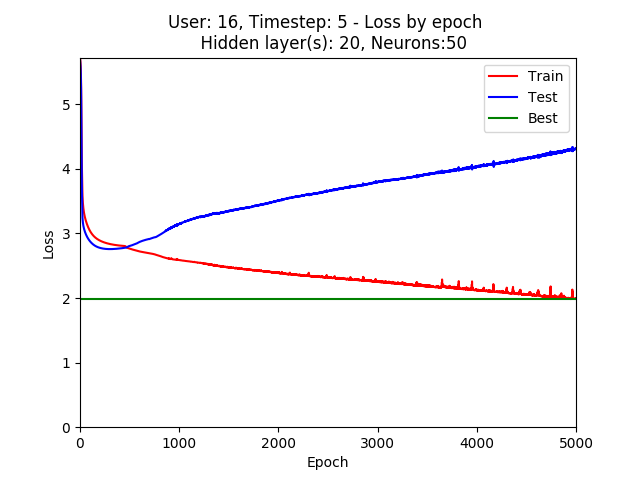 User: 16, Timestep: 5 - Loss by epoch
Hidden layer(s): 20, Neurons:50
Train
Test
Best
5
4
3
2
1
0
Loss
0 1000 2000 3000 4000 5000
Epoch